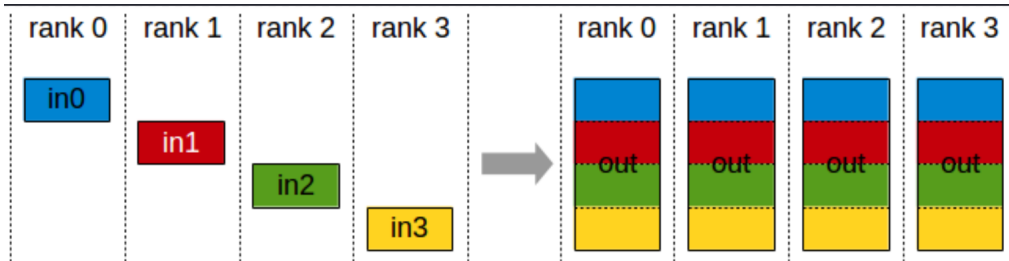 rank 0 rank 1 rank 2 rank 3 rank 0 rank 1 rank 2 rank 3
in0
in1
out out out out
in2
in3